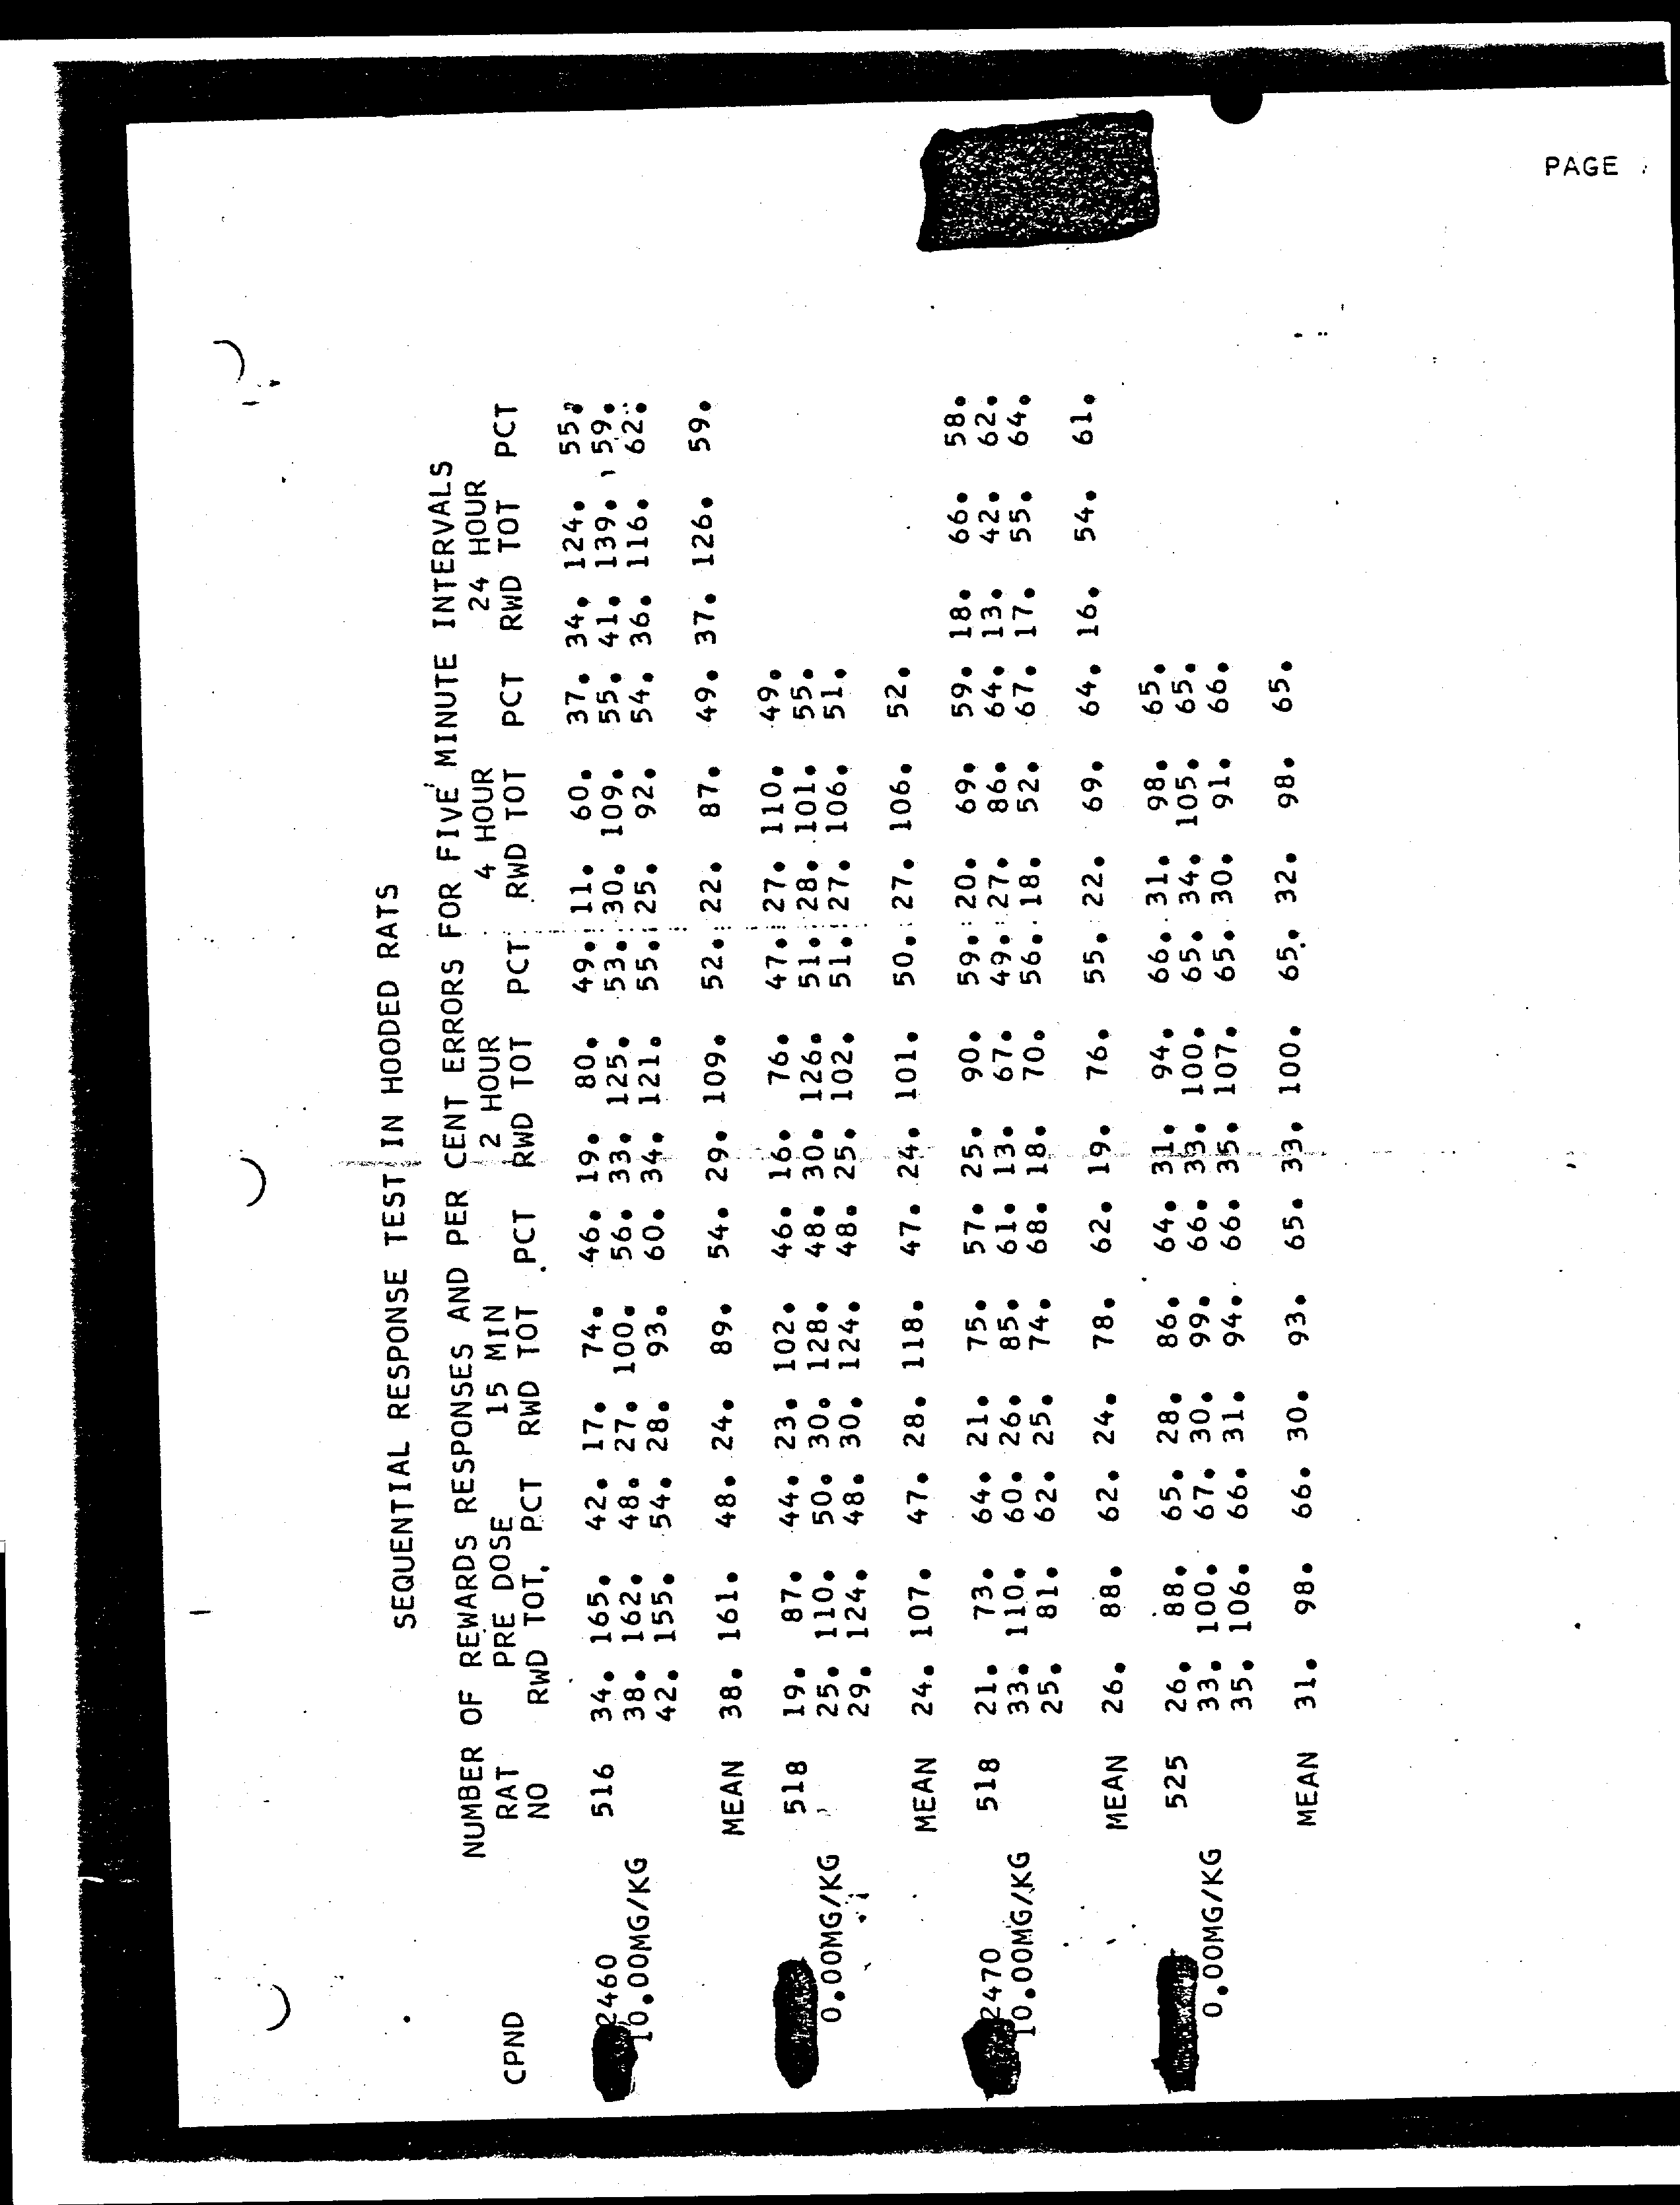 PAGE
SEQUENTIAL RESPONSE TEST IN HOODED RATS
NUMBER OF REWARDS RESPONSES AND PER CENT ERRORS FOR FIVE MINUTE INTERVALS
RAT PRE DOSE 15 MIN 2 HOUR 4 HOUR 24 HOUR
CPND NO RWD TOT. PCT RWD TOT PCT RWD TOT PCT RWD TOT PCT RWD TOT PCT
2460 516 34. 165. 42. 17. 74. 46. 19. 80. 49. 11. 60. 37. 34. 124. 55.
10.00MG/KG 38. 162. 48. 27. 100. 56. 33. 125. 53. 30. 109. 55. 41. 139. 59.
42. 155. 54. 28. 93. 60. 34. 121. 55. 25. 92. 54. 36. 116. 62.
MEAN 38. 161. 48. 24. 89. 54. 29. 109. 52. 22. 87. 49. 37. 126. 59.
518 19. 87. 44. 23. 102. 46. 16. 76. 47. 27. 110. 49.
0.00MG/KG 25. 110. 50. 30. 128. 48. 30. 126. 51. 28. 101. 55.
29. 124. 48. 30. 124. 48. 25. 102. 51. 27. 106. 51.
MEAN 24. 107. 47. 28. 118. 47. 24. 101. 50. 27. 106. 52.
2470 518 21. 73. 64. 21. 75. 57. 25. 90. 59. 20. 69. 59. 18. 66. 58.
10.00MG/KG 33. 110. 60. 26. 85. 61. 13. 67. 49. 27. 86. 64. 13. 42. 62.
25. 81. 62. 25. 74. 68. 18. 70. 56. 18. 52. 67. 17. 55. 64.
MEAN 26. 88. 62. 24. 78. 62. 19. 76. 55. 22. 69. 64. 16. 54. 61.
525 26. 88. 65. 28. 86. 64. 31. 94. 66. 31. 98. 65.
0.00MG/KG 33. 100. 67. 30. 99. 66. 33. 100. 65. 34. 105. 65.
35. 106. 66. 31. 94. 66. 35. 107. 65. 30. 91. 66.
MEAN 31. 98. 66. 30. 93. 65. 33. 100. 65. 32. 98. 65.